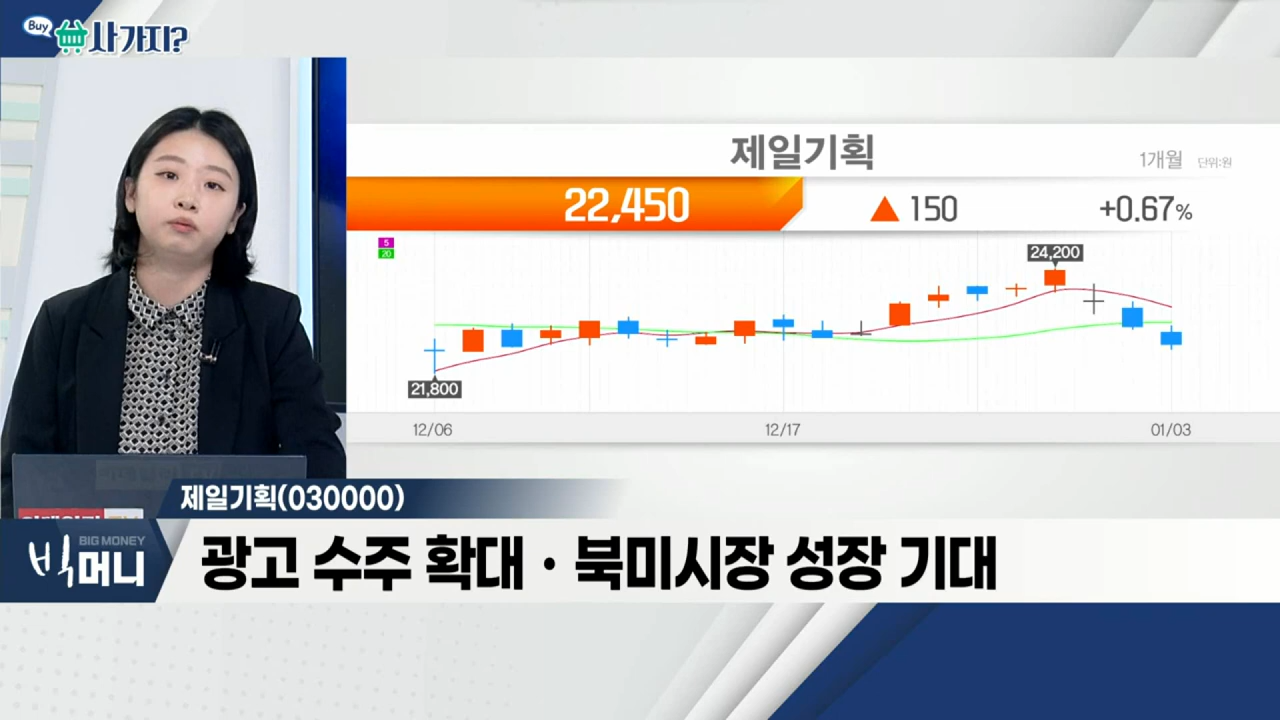 Buy
사가지?
제일기획
1개월 단위:원
22,450 ▲ 150 +0.67%
5
20
24,200
21,800
12/06 12/17 01/03
제일기획(030000)
BIG MONEY
빅머니
광고 수주 확대 · 북미시장 성장 기대